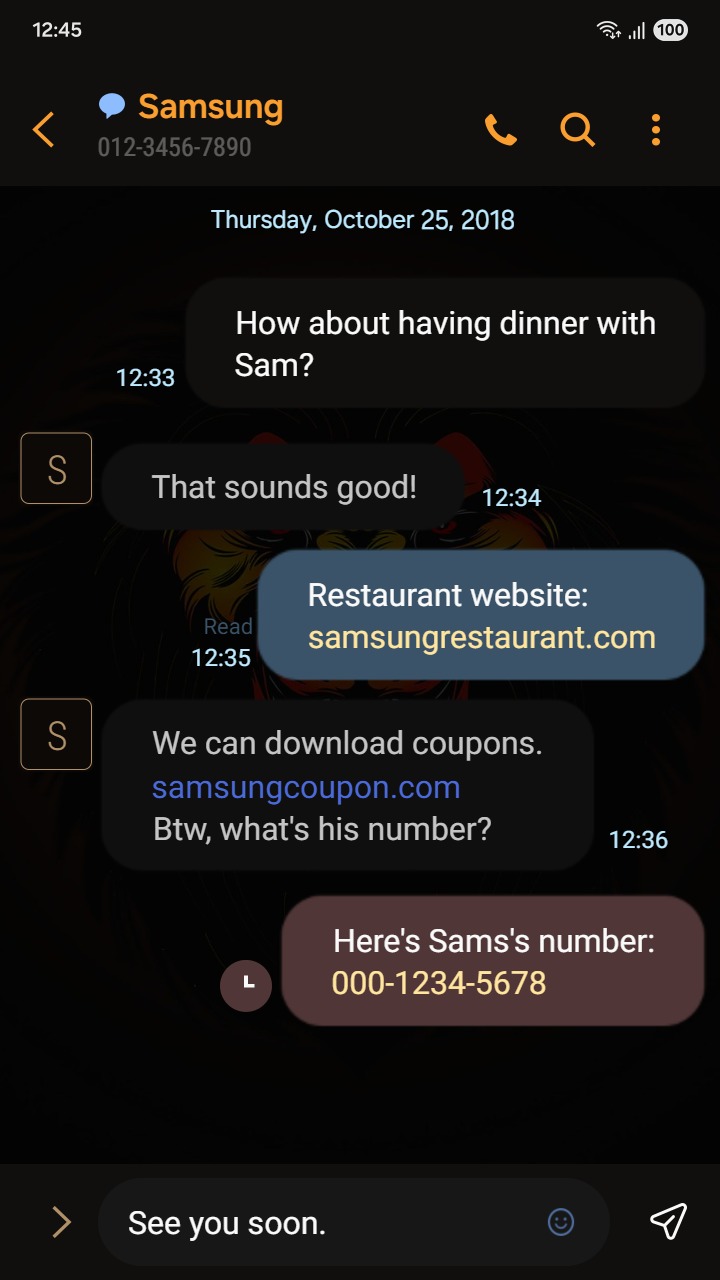 12:45
100
Samsung
012-3456-7890
Thursday, October 25, 2018
How about having dinner with
Sam?
12:33
S
That sounds good!
12:34
Restaurant website:
samsungrestaurant.com
Read
12:35
S
We can download coupons.
samsungcoupon.com
Btw, what's his number?
12:36
Here's Sams's number:
000-1234-5678
See you soon.